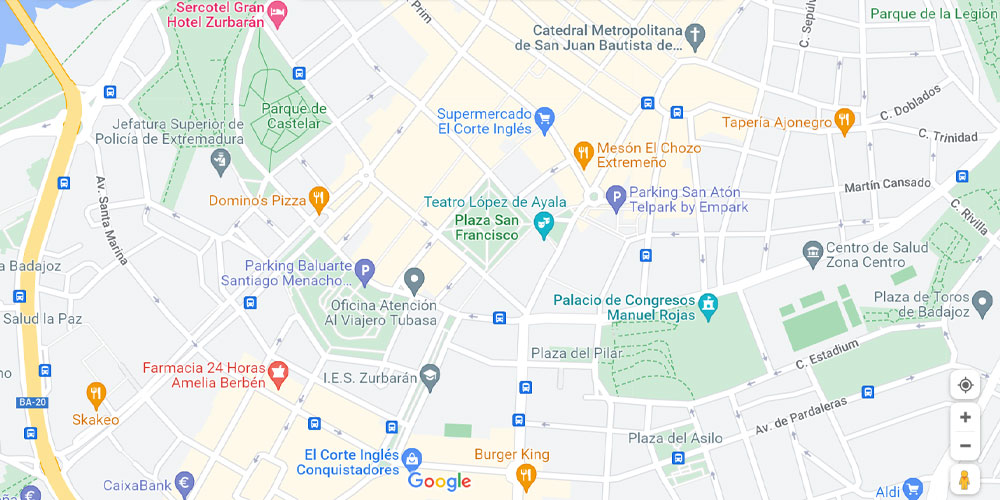 Sercotel Gran
Hotel Zurbarán
Prim
Catedral Metropolitana
de San Juan Bautista de...
C. Sepúlv
Parque de la Legión
Parque de
Castelar
Jefatura Superior de
Policía de Extremadura
Supermercado
El Corte Inglés
Tapería Ajonegro
C. Doblados
C. Trinidad
Mesón El Chozo
Extremeño
Av. Santa Marina
Domino's Pizza
Martín Cansado
Teatro López de Ayala
Plaza San
Francisco
Parking San Atón
Telpark by Empark
C. Rivilla
a Badajoz
Parking Baluarte
Santiago Menacho...
Centro de Salud
Zona Centro
Oficina Atención
Al Viajero Tubasa
Palacio de Congresos
Manuel Rojas
Plaza de Toros
de Badajoz
Salud la Paz
Plaza del Pilar
C. Estadium
Farmacia 24 Horas
Amelia Berbén
I.E.S. Zurbarán
BA-20
Skakeo
Av. de Pardaleras
Plaza del Asilo
El Corte Inglés
Conquistadores
Burger King
Google
CaixaBank
Aldi